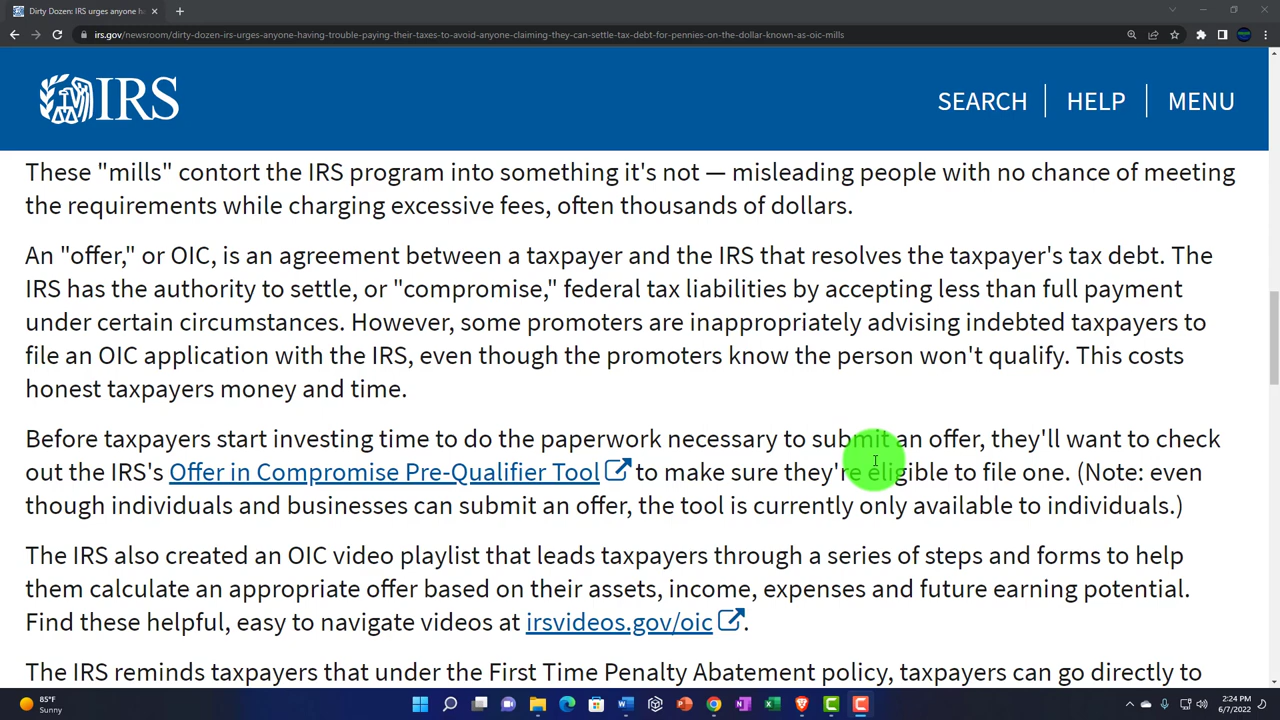 Dirty Dozen: IRS urges anyone h
irs.gov/newsroom/dirty-dozen-irs-urges-anyone-having-trouble-paying-their-taxes-to-avoid-anyone-claiming-they-can-settle-tax-debt-for-pennies-on-the-dollar-known-as-oic-mills
IRS
SEARCH HELP MENU
These "mills" contort the IRS program into something it's not — misleading people with no chance of meeting
the requirements while charging excessive fees, often thousands of dollars.
An "offer," or OIC, is an agreement between a taxpayer and the IRS that resolves the taxpayer's tax debt. The
IRS has the authority to settle, or "compromise," federal tax liabilities by accepting less than full payment
under certain circumstances. However, some promoters are inappropriately advising indebted taxpayers to
file an OIC application with the IRS, even though the promoters know the person won't qualify. This costs
honest taxpayers money and time.
Before taxpayers start investing time to do the paperwork necessary to submit an offer, they'll want to check
out the IRS's Offer in Compromise Pre-Qualifier Tool to make sure they're eligible to file one. (Note: even
though individuals and businesses can submit an offer, the tool is currently only available to individuals.)
The IRS also created an OIC video playlist that leads taxpayers through a series of steps and forms to help
them calculate an appropriate offer based on their assets, income, expenses and future earning potential.
Find these helpful, easy to navigate videos at irsvideos.gov/oic.
The IRS reminds taxpayers that under the First Time Penalty Abatement policy, taxpayers can go directly to
85°F
Sunny
2:24 PM
6/7/2022